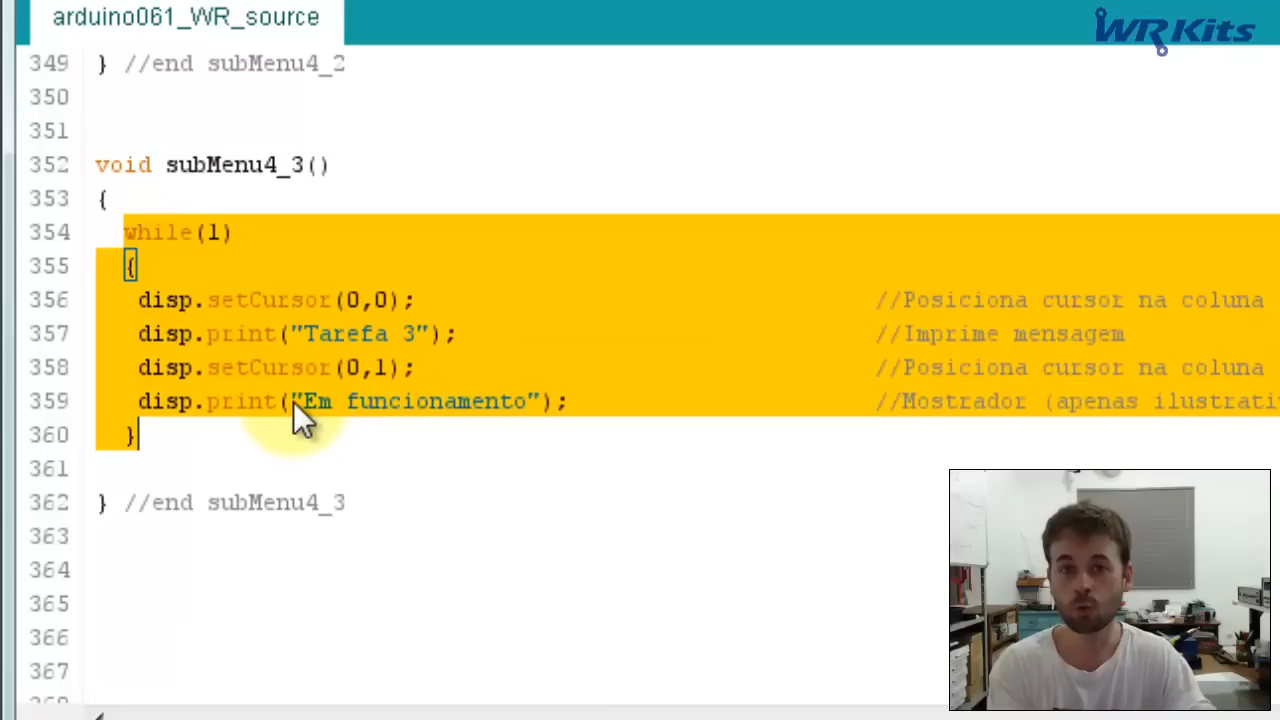 arduino061_WR_source
WR Kits
349 } //end subMenu4_2
350
351
352 void subMenu4_3()
353 {
354 while(1)
355 {
356 disp.setCursor(0,0); //Posiciona cursor na coluna
357 disp.print("Tarefa 3"); //Imprime mensagem
358 disp.setCursor(0,1); //Posiciona cursor na coluna
359 disp.print("Em funcionamento"); //Mostrador (apenas ilustrati
360 }
361
362 } //end subMenu4_3
363
364
365
366
367